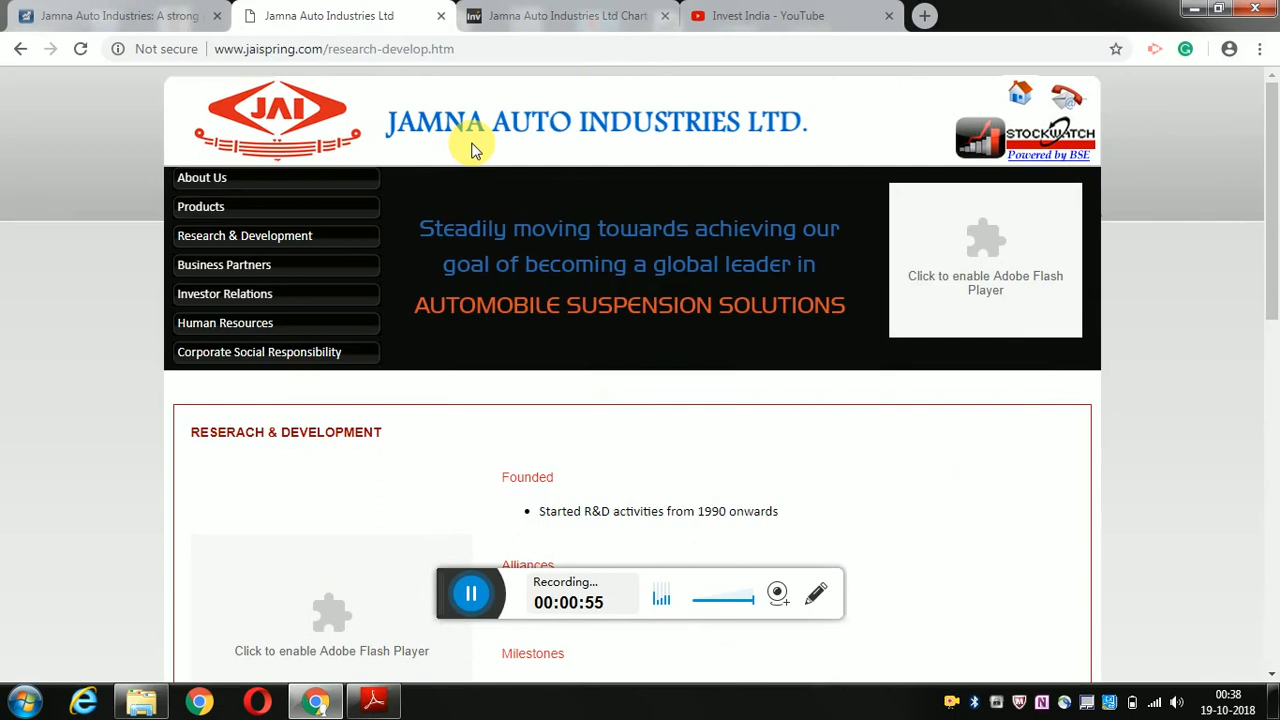 Jamna Auto Industries: A strong
Jamna Auto Industries Ltd
Inv
Jamna Auto Industries Ltd Chart
Invest India - YouTube
Not secure
www.jaispring.com/research-develop.htm
JAI
JAMNA AUTO INDUSTRIES LTD.
STOCKWATCH
Powered by BSE
About Us
Products
Research & Development
Business Partners
Investor Relations
Human Resources
Corporate Social Responsibility
Steadily moving towards achieving our
goal of becoming a global leader in
AUTOMOBILE SUSPENSION SOLUTIONS
Click to enable Adobe Flash
Player
RESERACH & DEVELOPMENT
Founded
Started R&D activities from 1990 onwards
Alliances
Recording...
00:00:55
Click to enable Adobe Flash Player
Milestones
00:38
19-10-2018